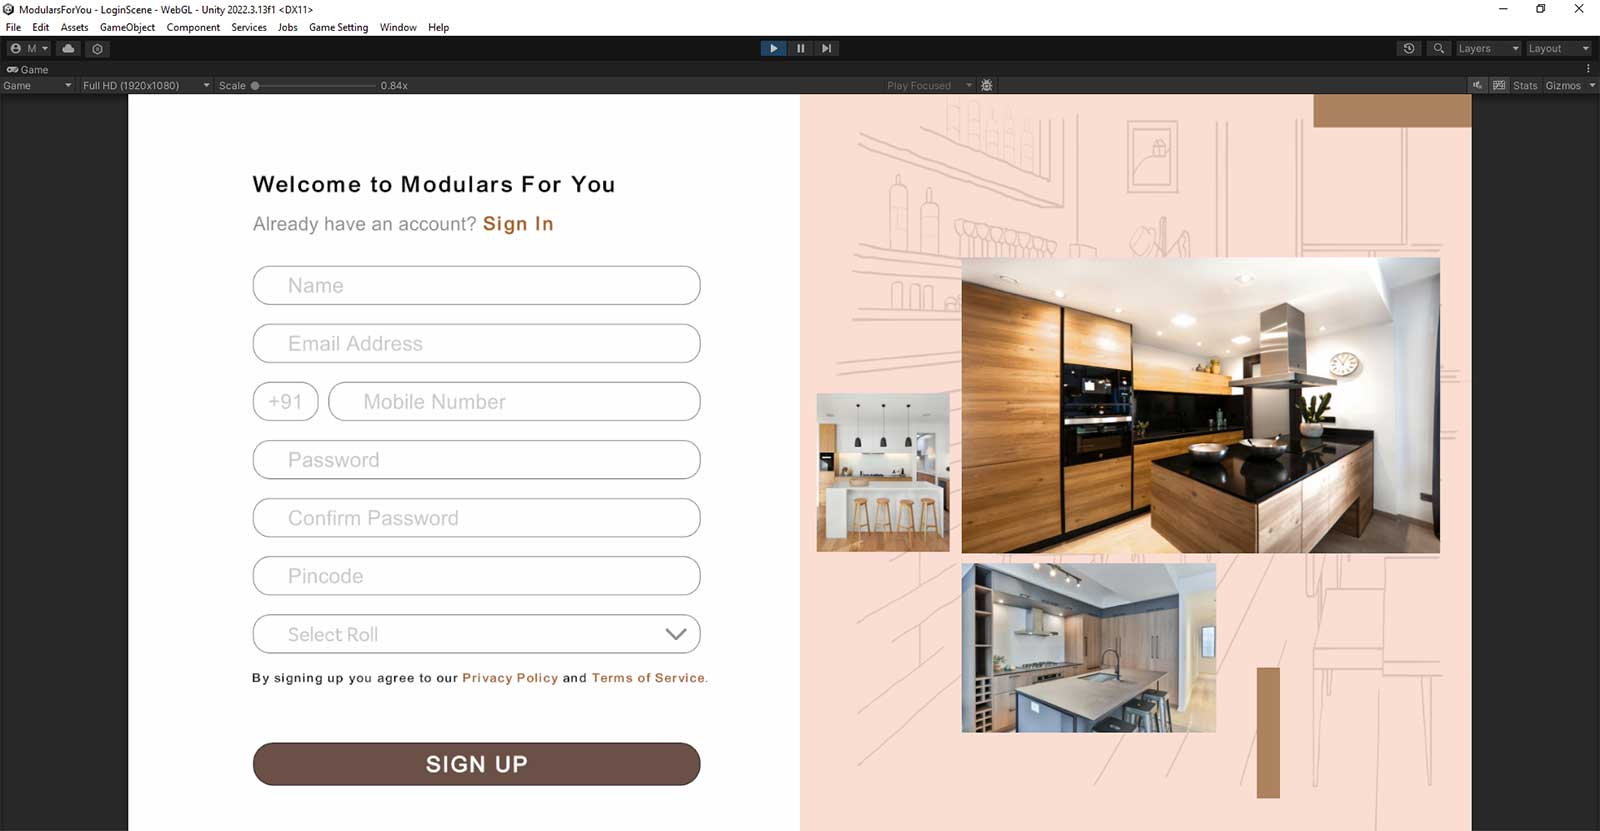 ModularsForYou - LoginScene - WebGL - Unity 2022.3.13f1 <DX11>
File Edit Assets GameObject Component Services Jobs Game Setting Window Help
M Layers Layout
Game
Game Full HD (1920x1080) Scale 0.84x Play Focused Stats Gizmos
Welcome to Modulars For You
Already have an account? Sign In
Name
Email Address
+91 Mobile Number
Password
Confirm Password
Pincode
Select Roll
By signing up you agree to our Privacy Policy and Terms of Service.
SIGN UP